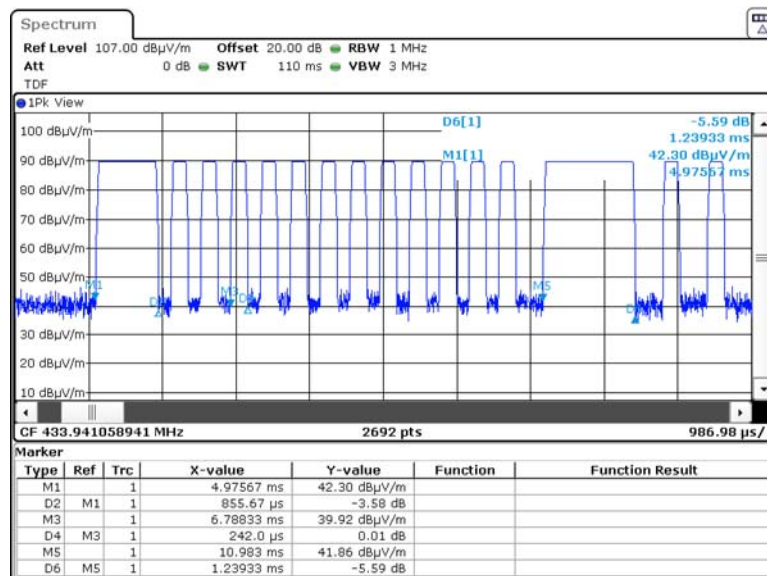 Spectrum
Ref Level 107.00 dBµV/m Offset 20.00 dB RBW 1 MHz
Att 0 dB SWT 110 ms VBW 3 MHz
TDF
1Pk View
D6[1] -5.59 dB
1.23933 ms
M1[1] 42.30 dBµV/m
4.97567 ms
100 dBµV/m
90 dBµV/m
80 dBµV/m
70 dBµV/m
60 dBµV/m
50 dBµV/m
M1 M3 M5
30 dBµV/m
20 dBµV/m
10 dBµV/m
CF 433.941058941 MHz 2692 pts 986.98 µs/
Marker
Type Ref Trc X-value Y-value Function Function Result
M1 1 4.97567 ms 42.30 dBµV/m
D2 M1 1 855.67 µs -3.58 dB
M3 1 6.78833 ms 39.92 dBµV/m
D4 M3 1 242.0 µs 0.01 dB
M5 1 10.983 ms 41.86 dBµV/m
D6 M5 1 1.23933 ms -5.59 dB